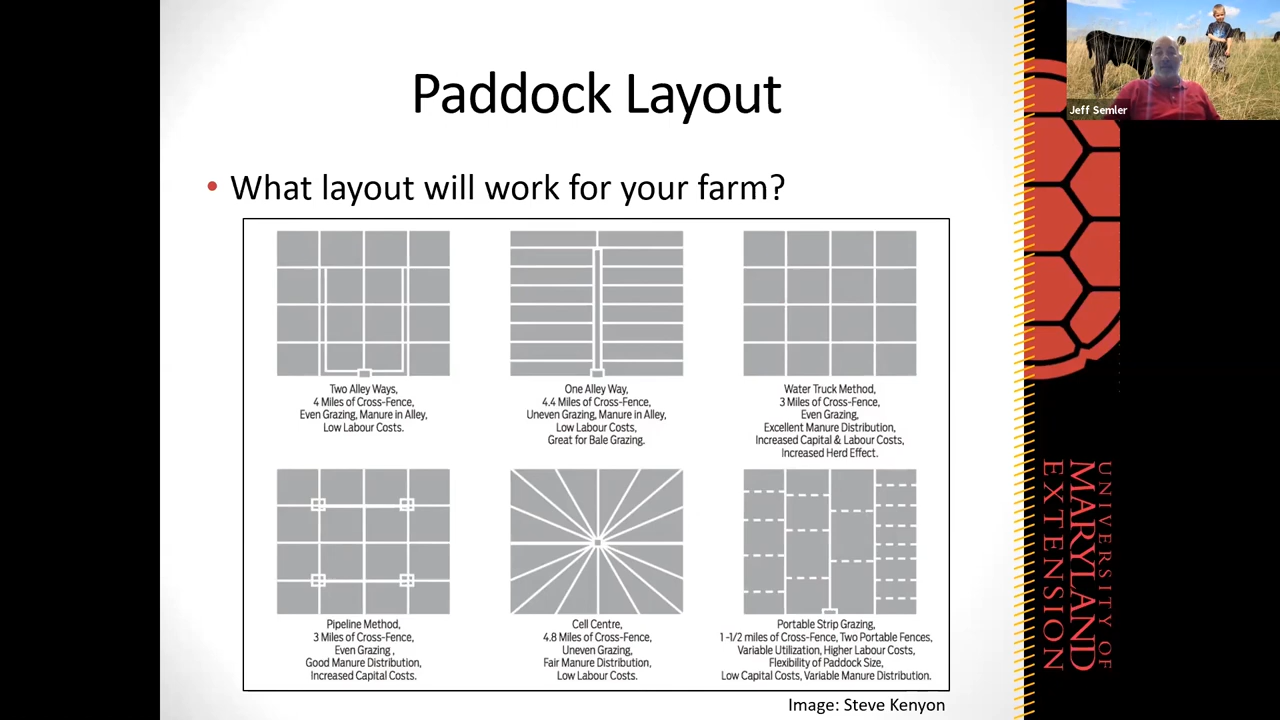 Paddock Layout
• What layout will work for your farm?
Two Alley Ways,
4 Miles of Cross-Fence,
Even Grazing, Manure in Alley,
Low Labour Costs.
One Alley Way,
4.4 Miles of Cross-Fence,
Uneven Grazing, Manure in Alley,
Low Labour Costs,
Great for Bale Grazing.
Water Truck Method,
3 Miles of Cross-Fence,
Even Grazing,
Excellent Manure Distribution,
Increased Capital & Labour Costs,
Increased Herd Effect.
Pipeline Method,
3 Miles of Cross-Fence,
Even Grazing ,
Good Manure Distribution,
Increased Capital Costs.
Cell Centre,
4.8 Miles of Cross-Fence,
Uneven Grazing,
Fair Manure Distribution,
Low Labour Costs.
Portable Strip Grazing,
1 -1/2 miles of Cross-Fence, Two Portable Fences,
Variable Utilization, Higher Labour Costs,
Flexibility of Paddock Size,
Low Capital Costs, Variable Manure Distribution.
Image: Steve Kenyon
Jeff Semler
UNIVERSITY OF
MARYLAND
EXTENSION